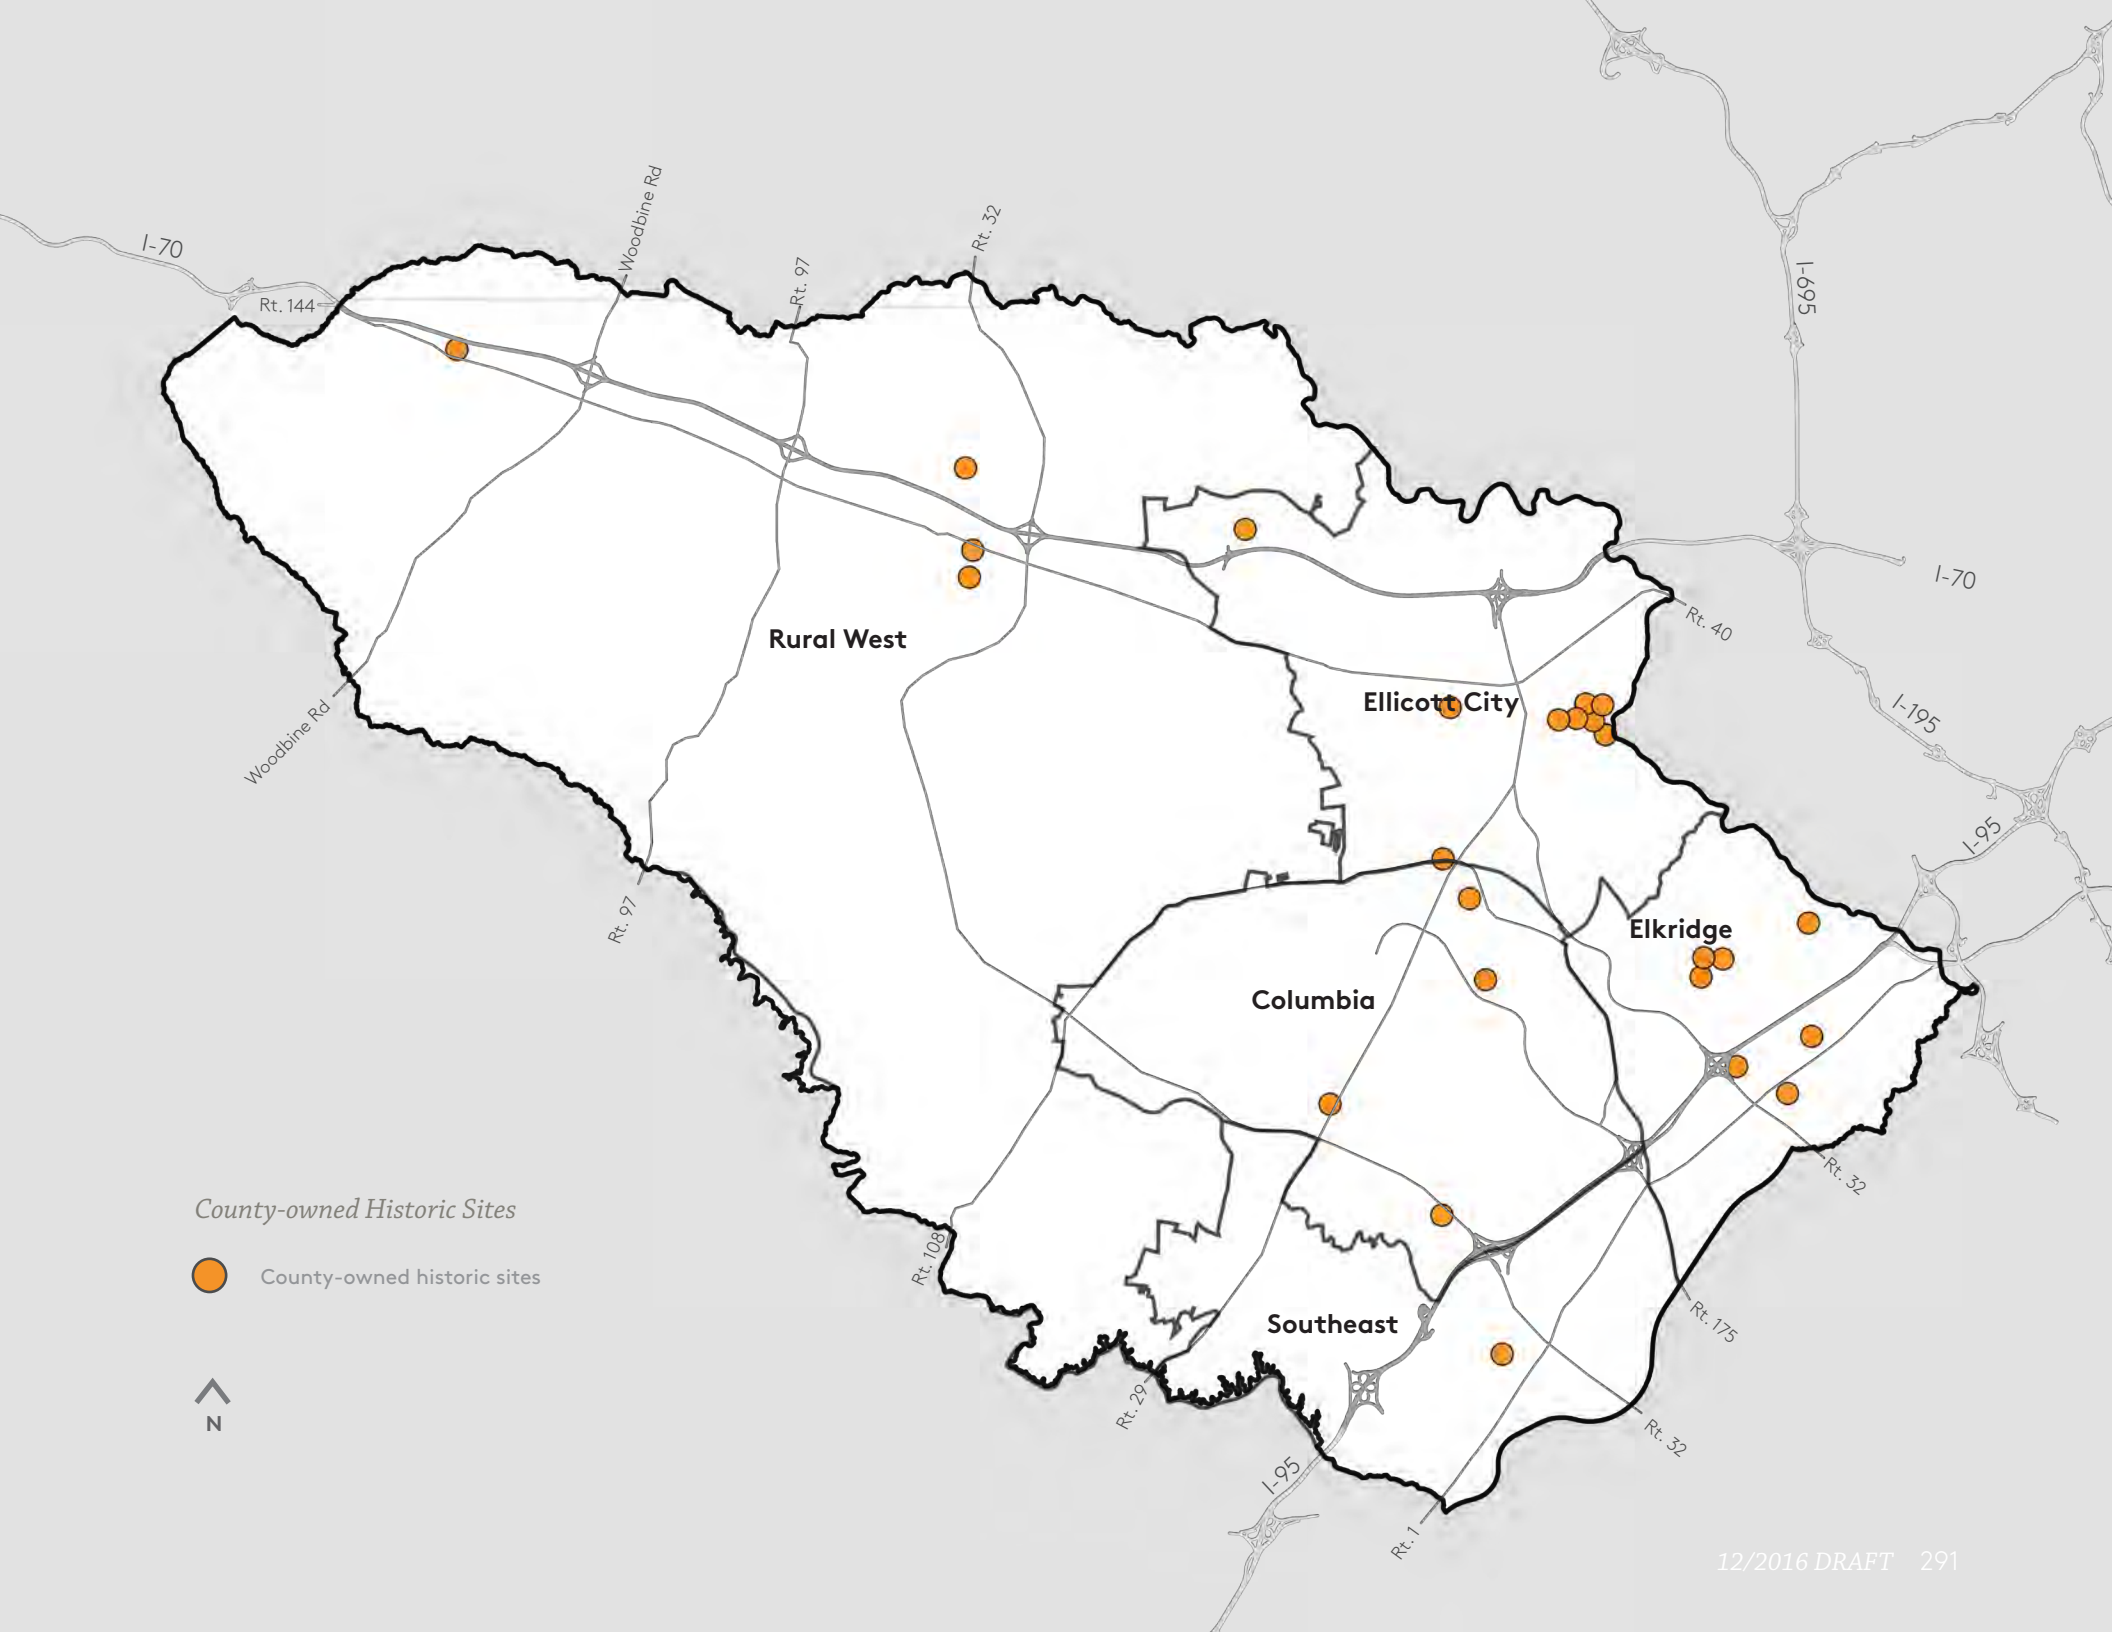 Woodbine Rd
Rt. 32
Rt. 97
I-70
Rt. 144
I-695
I-70
Rt. 40
Rural West
Ellicott City
I-195
Woodbine Rd
I-95
Rt. 97
Elkridge
Columbia
Rt. 32
County-owned Historic Sites
County-owned historic sites
Rt. 108
Southeast
Rt. 175
N
Rt. 29
Rt. 32
I-95
Rt. 1
12/2016 DRAFT 291